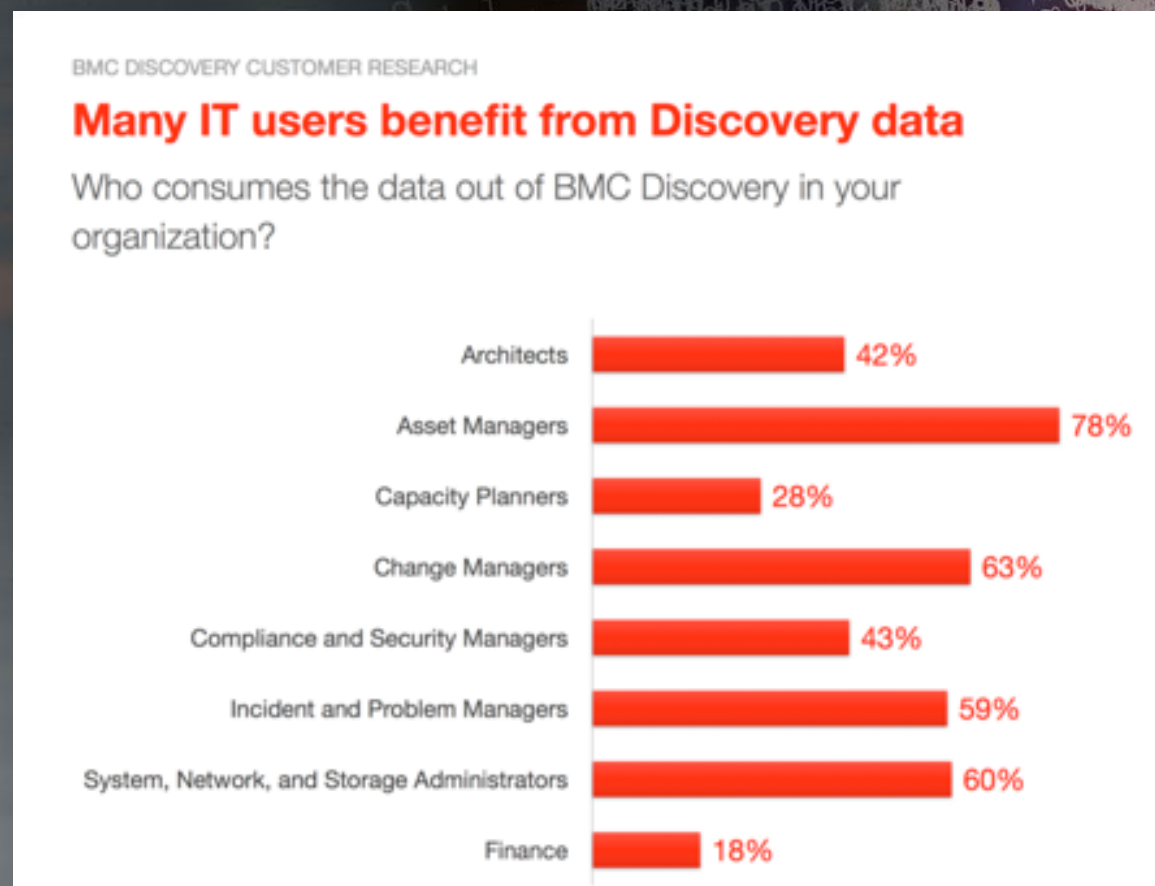 BMC DISCOVERY CUSTOMER RESEARCH
Many IT users benefit from Discovery data
Who consumes the data out of BMC Discovery in your
organization?
Architects 42%
Asset Managers 78%
Capacity Planners 28%
Change Managers 63%
Compliance and Security Managers 43%
Incident and Problem Managers 59%
System, Network, and Storage Administrators 60%
Finance 18%